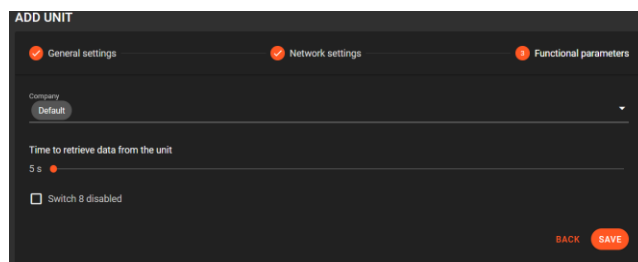 ADD UNIT
General settings
Network settings
3 Functional parameters
Company
Default
Time to retrieve data from the unit
5 s
Switch 8 disabled
BACK SAVE